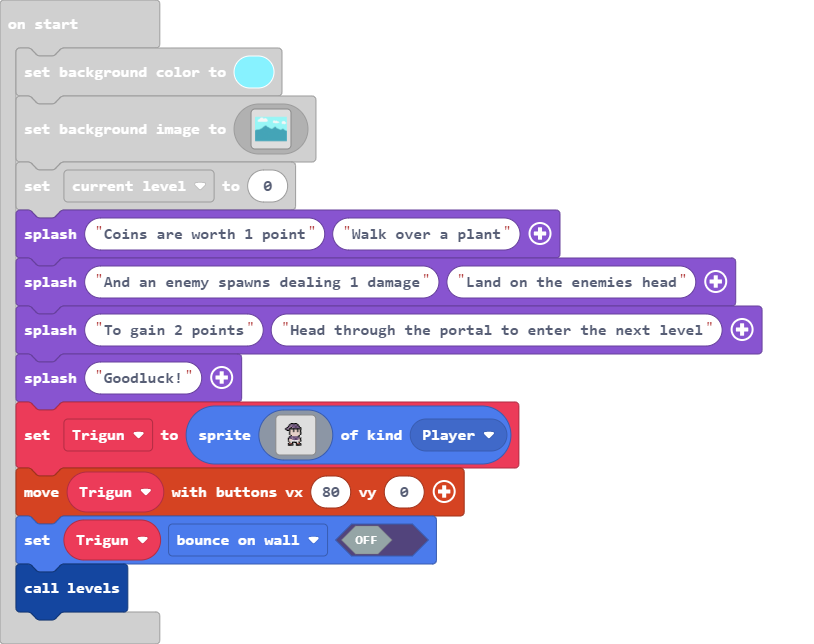 on start
set background color to
set background image to
set current level to 0
splash "Coins are worth 1 point" "Walk over a plant"
splash "And an enemy spawns dealing 1 damage" "Land on the enemies head"
splash "To gain 2 points" "Head through the portal to enter the next level"
splash "Goodluck!"
set Trigun to sprite of kind Player
move Trigun with buttons vx 80 vy 0
set Trigun bounce on wall OFF
call levels